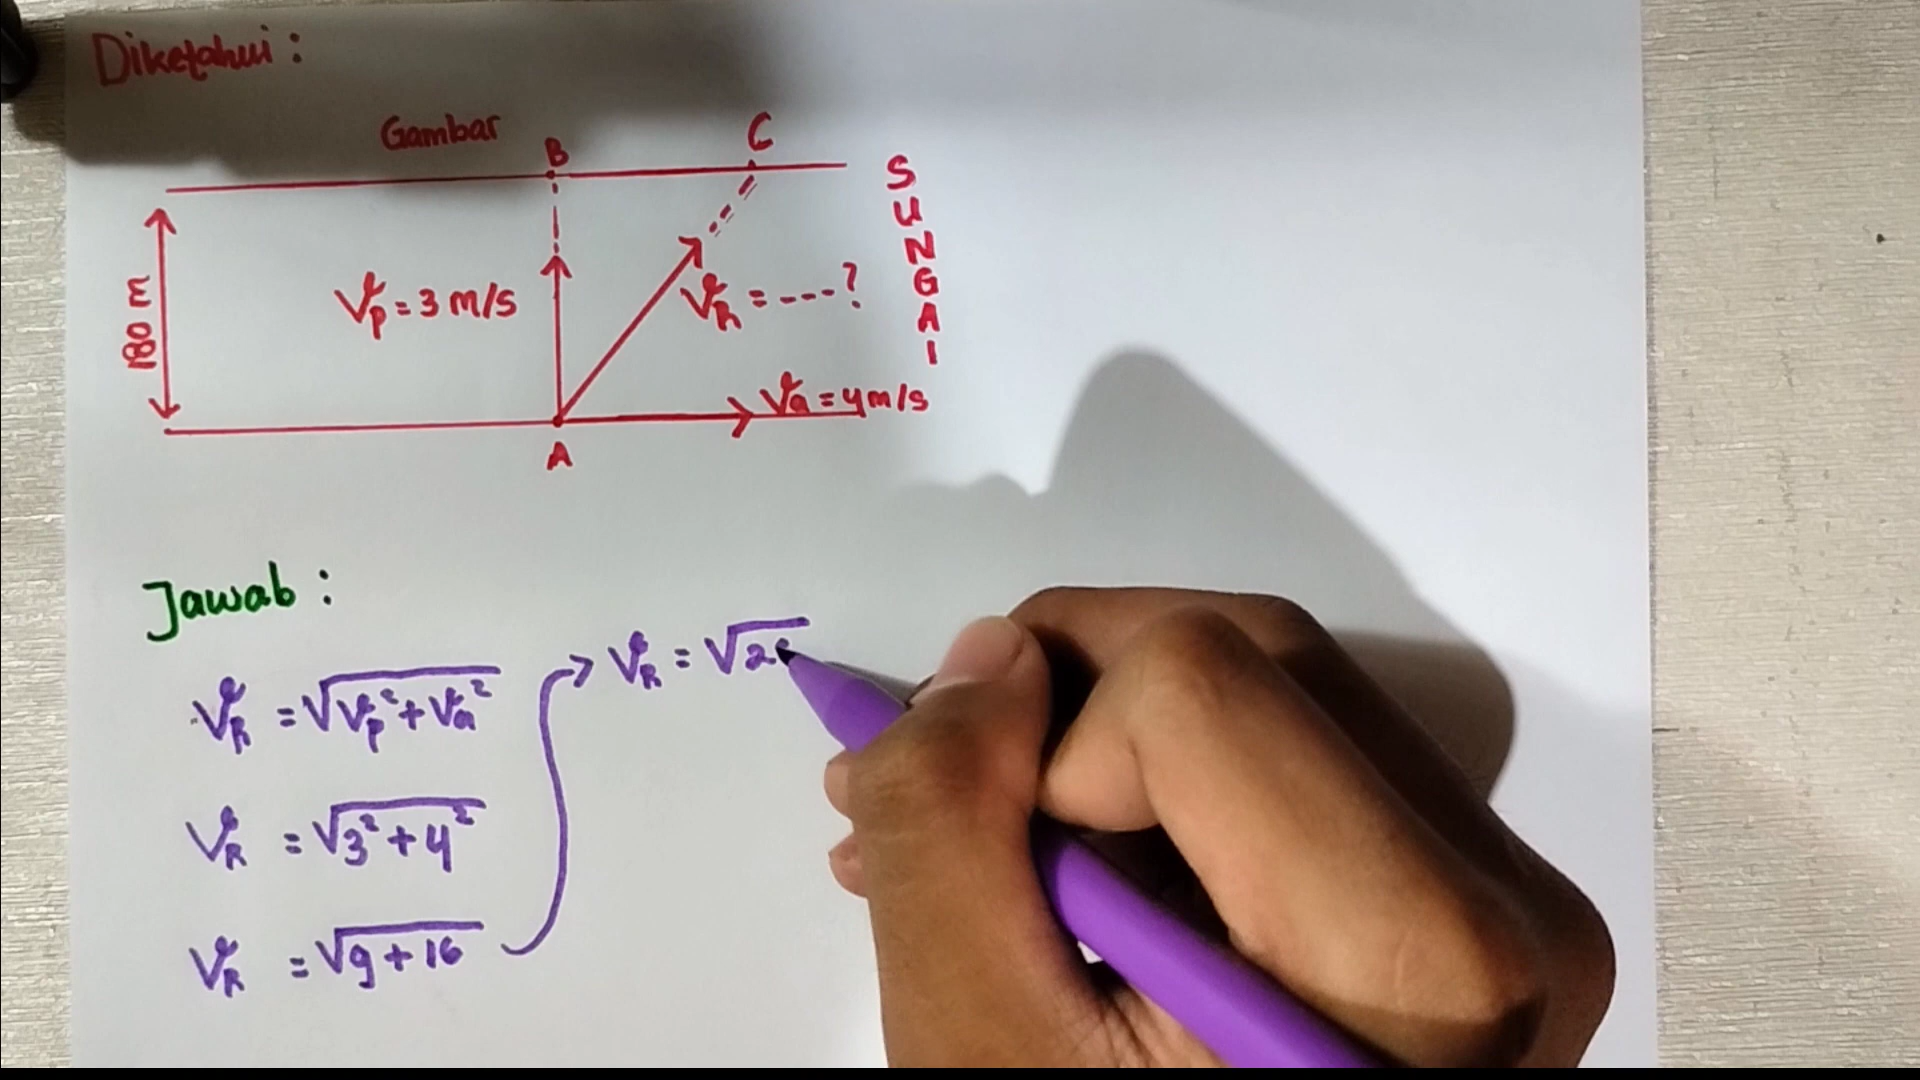 Diketahui :
Gambar
B
C
SUNGAI
180 m
Vp = 3 m/s
VR = ---- ?
Va = 4 m/s
A
Jawab :
VR = √Vp² + Va²
VR = √3² + 4²
VR = √9 + 16
VR = √2